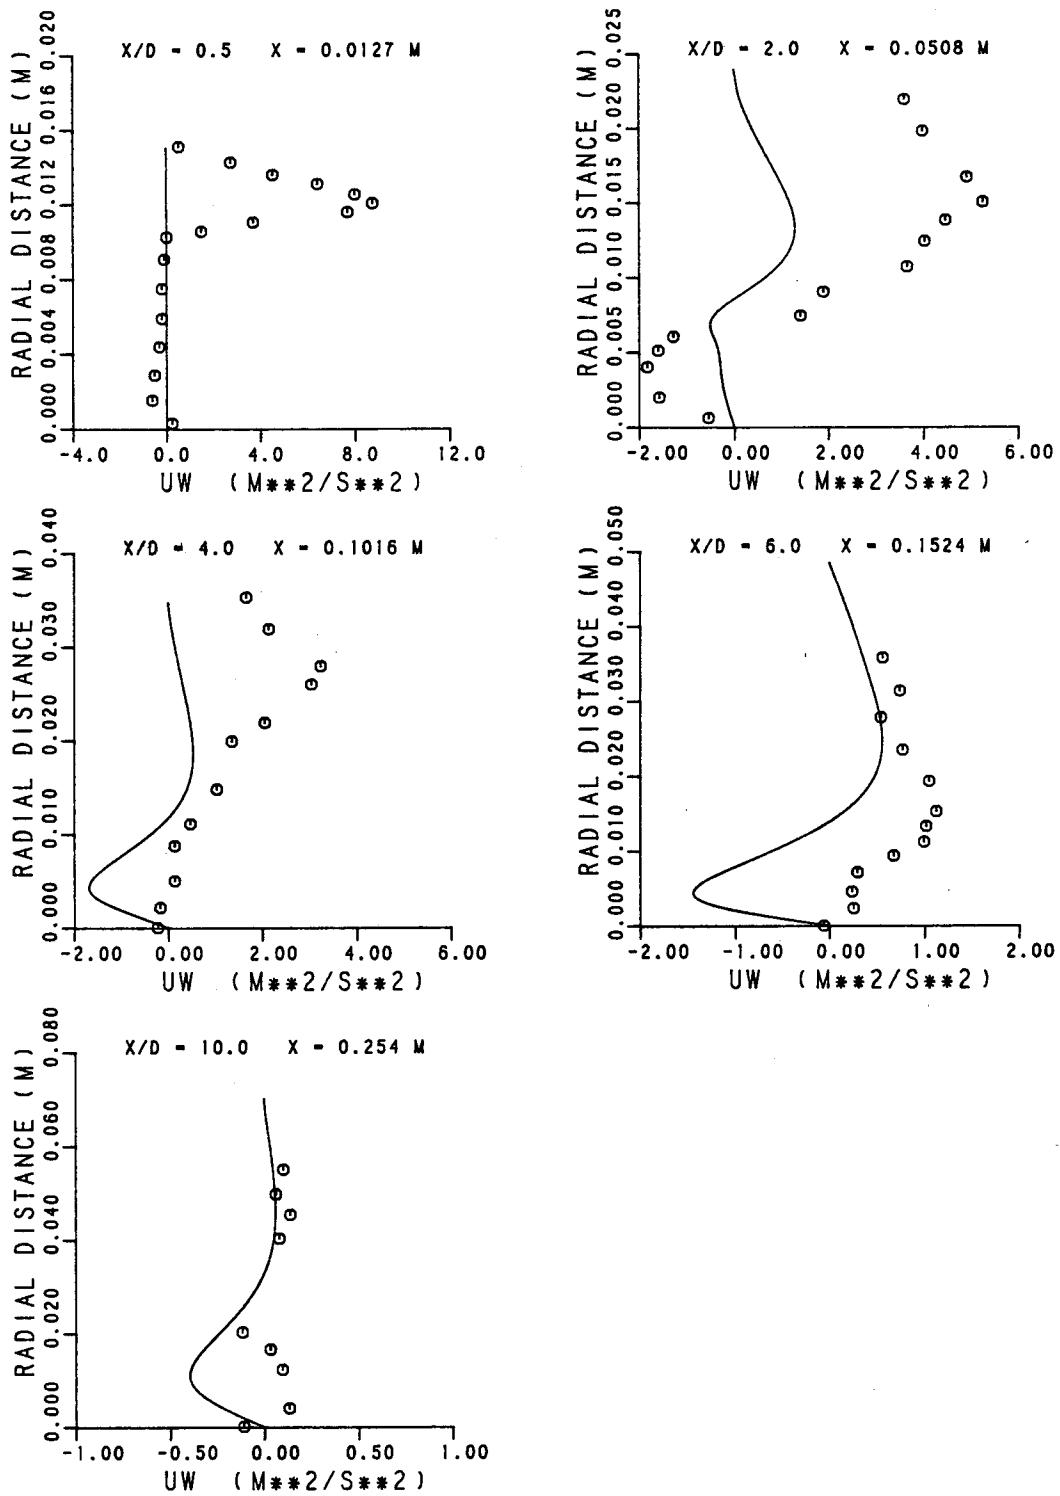 X/D = 0.5 X = 0.0127 M
RADIAL DISTANCE (M)
0.000 0.004 0.008 0.012 0.016 0.020
-4.0 0.0 4.0 8.0 12.0
UW (M**2/S**2)
X/D = 2.0 X = 0.0508 M
RADIAL DISTANCE (M)
0.000 0.005 0.010 0.015 0.020 0.025
-2.00 0.00 2.00 4.00 6.00
UW (M**2/S**2)
X/D = 4.0 X = 0.1016 M
RADIAL DISTANCE (M)
0.000 0.010 0.020 0.030 0.040
-2.00 0.00 2.00 4.00 6.00
UW (M**2/S**2)
X/D = 6.0 X = 0.1524 M
RADIAL DISTANCE (M)
0.000 0.010 0.020 0.030 0.040 0.050
-2.00 -1.00 0.00 1.00 2.00
UW (M**2/S**2)
X/D = 10.0 X = 0.254 M
RADIAL DISTANCE (M)
0.000 0.020 0.040 0.060 0.080
-1.00 -0.50 0.00 0.50 1.00
UW (M**2/S**2)